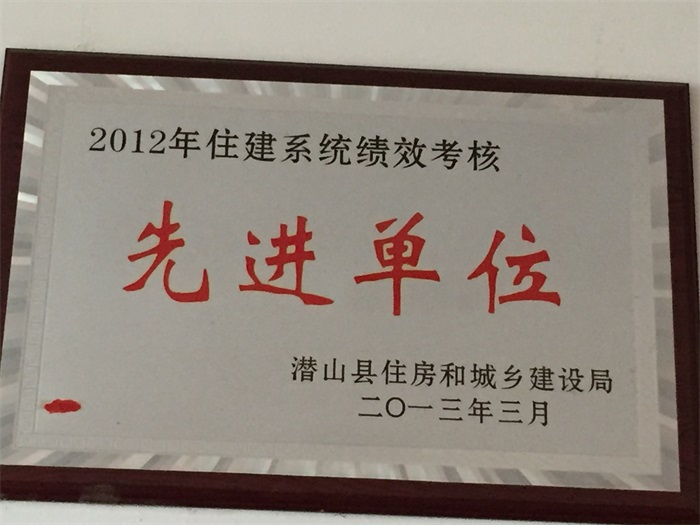 2012年住建系统绩效考核
先进单位
潜山县住房和城乡建设局
二〇一三年三月